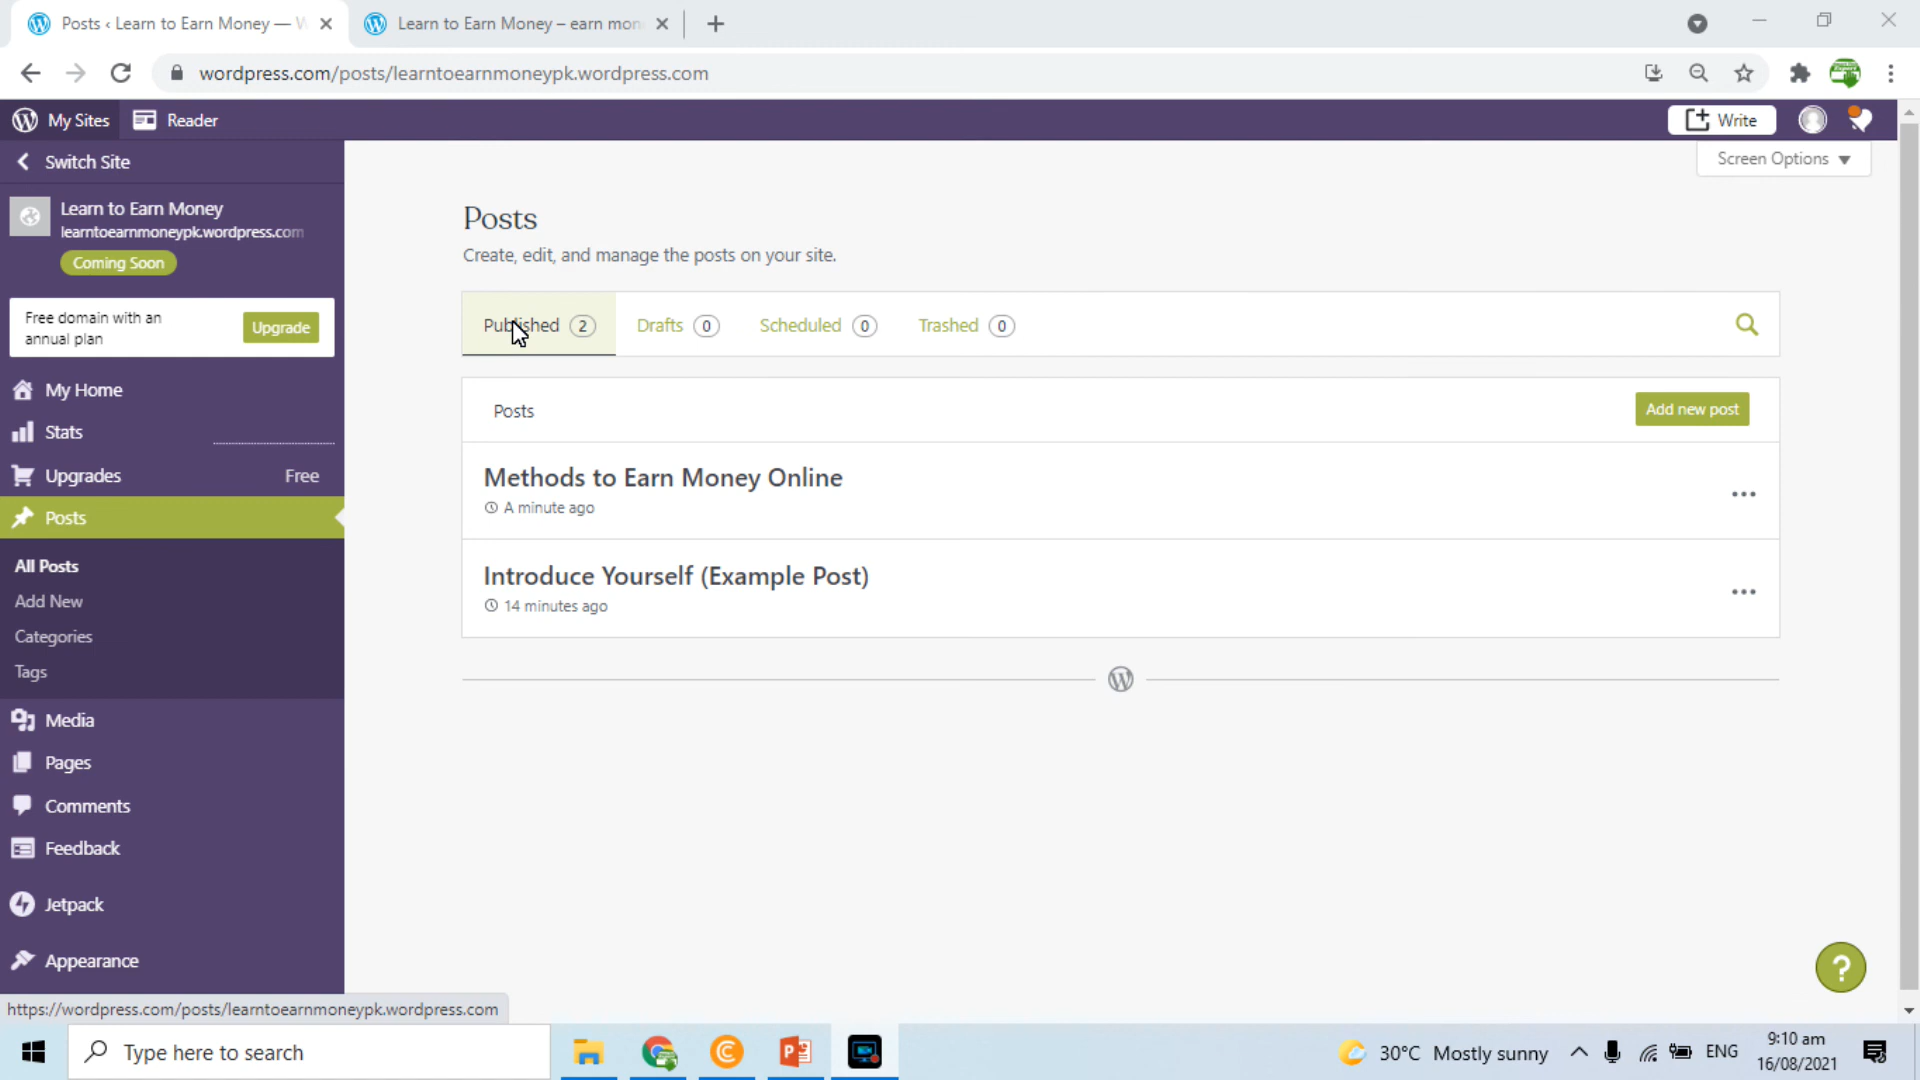 Posts ‹ Learn to Earn Money — W
Learn to Earn Money – earn mon
wordpress.com/posts/learntoearnmoneypk.wordpress.com
My Sites
Reader
Write
Switch Site
Screen Options
Learn to Earn Money
learntoearnmoneypk.wordpress.com
Coming Soon
Posts
Create, edit, and manage the posts on your site.
Free domain with an
annual plan
Upgrade
Published 2
Drafts 0
Scheduled 0
Trashed 0
My Home
Stats
Upgrades Free
Posts
All Posts
Add New
Categories
Tags
Media
Pages
Comments
Feedback
Jetpack
Appearance
Posts
Add new post
Methods to Earn Money Online
A minute ago
Introduce Yourself (Example Post)
14 minutes ago
?
https://wordpress.com/posts/learntoearnmoneypk.wordpress.com
Type here to search
30°C Mostly sunny
ENG
9:10 am
16/08/2021